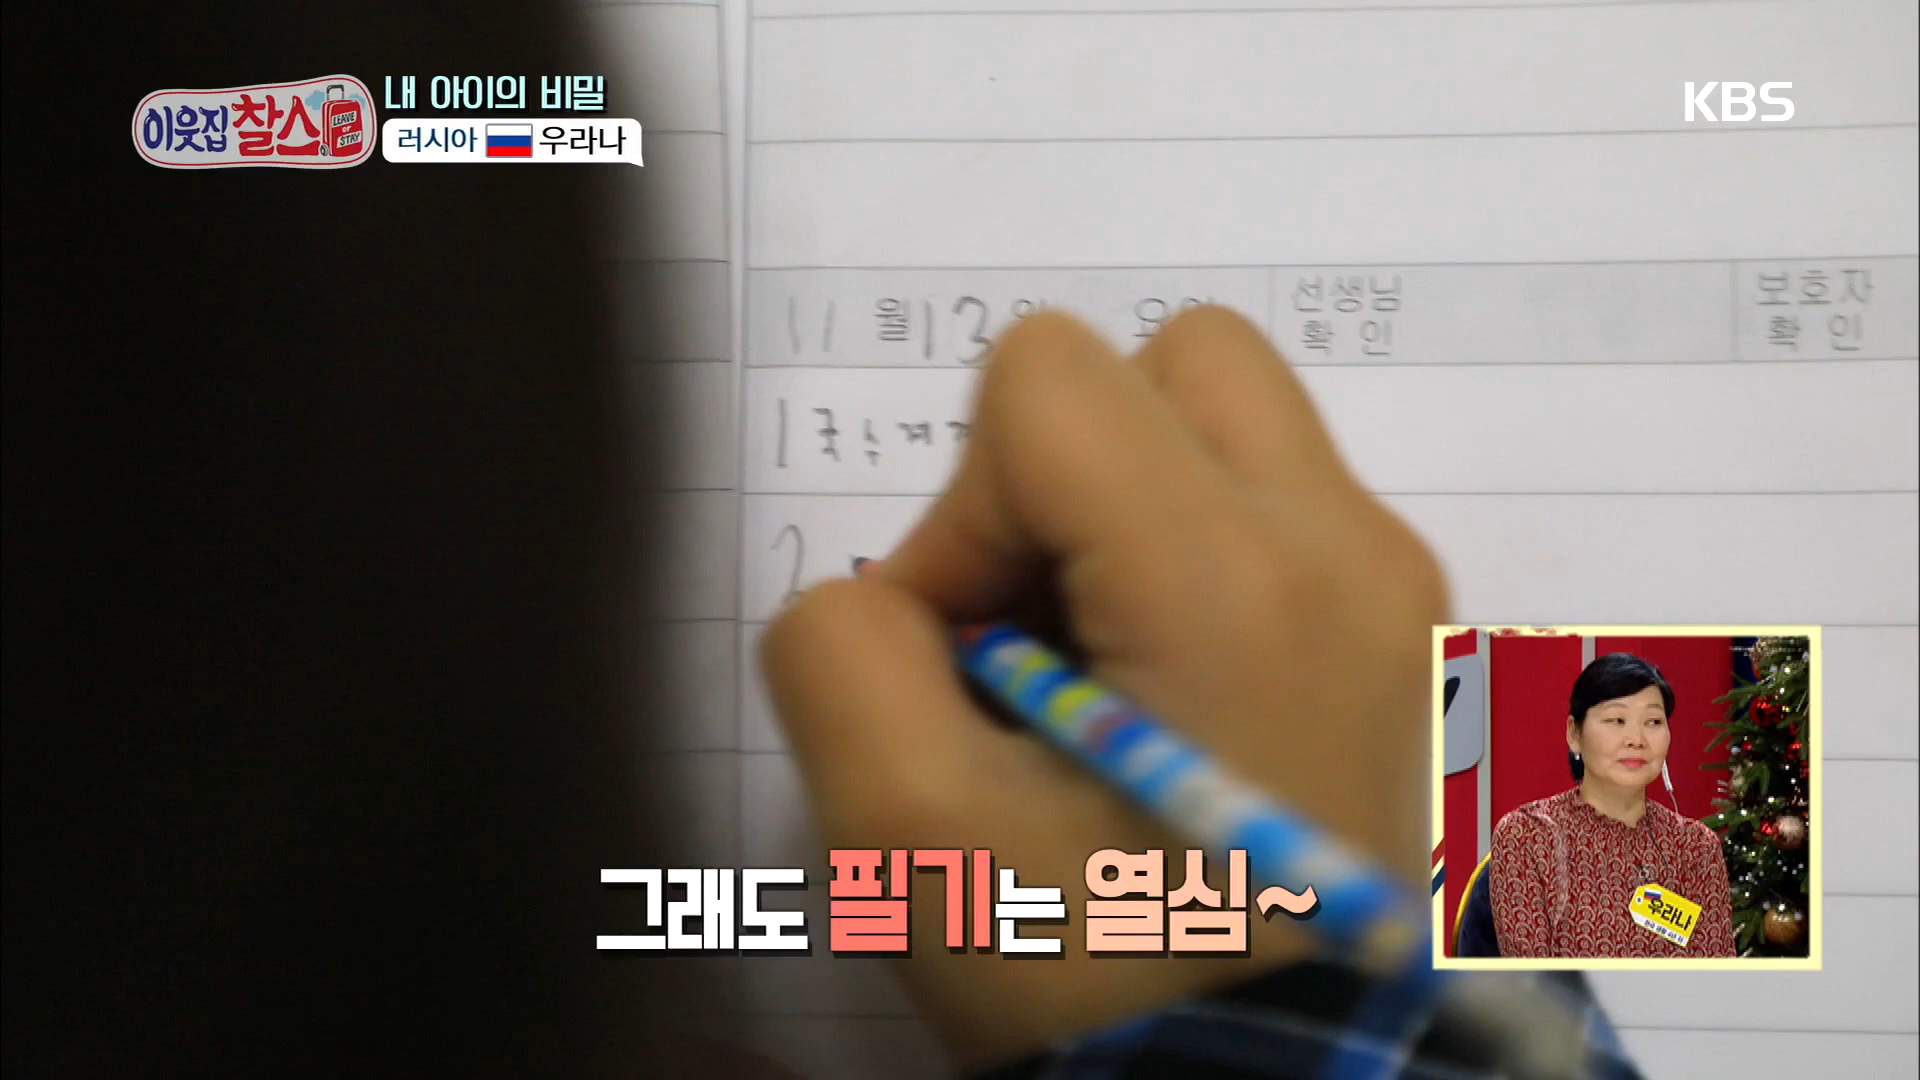 이웃집 찰스
LEAVE
or
STAY
내 아이의 비밀
러시아 우라나
KBS
11 월 13
선생님
확 인
보호자
확 인
1 국 수
2
우라나
그래도 필기는 열심~